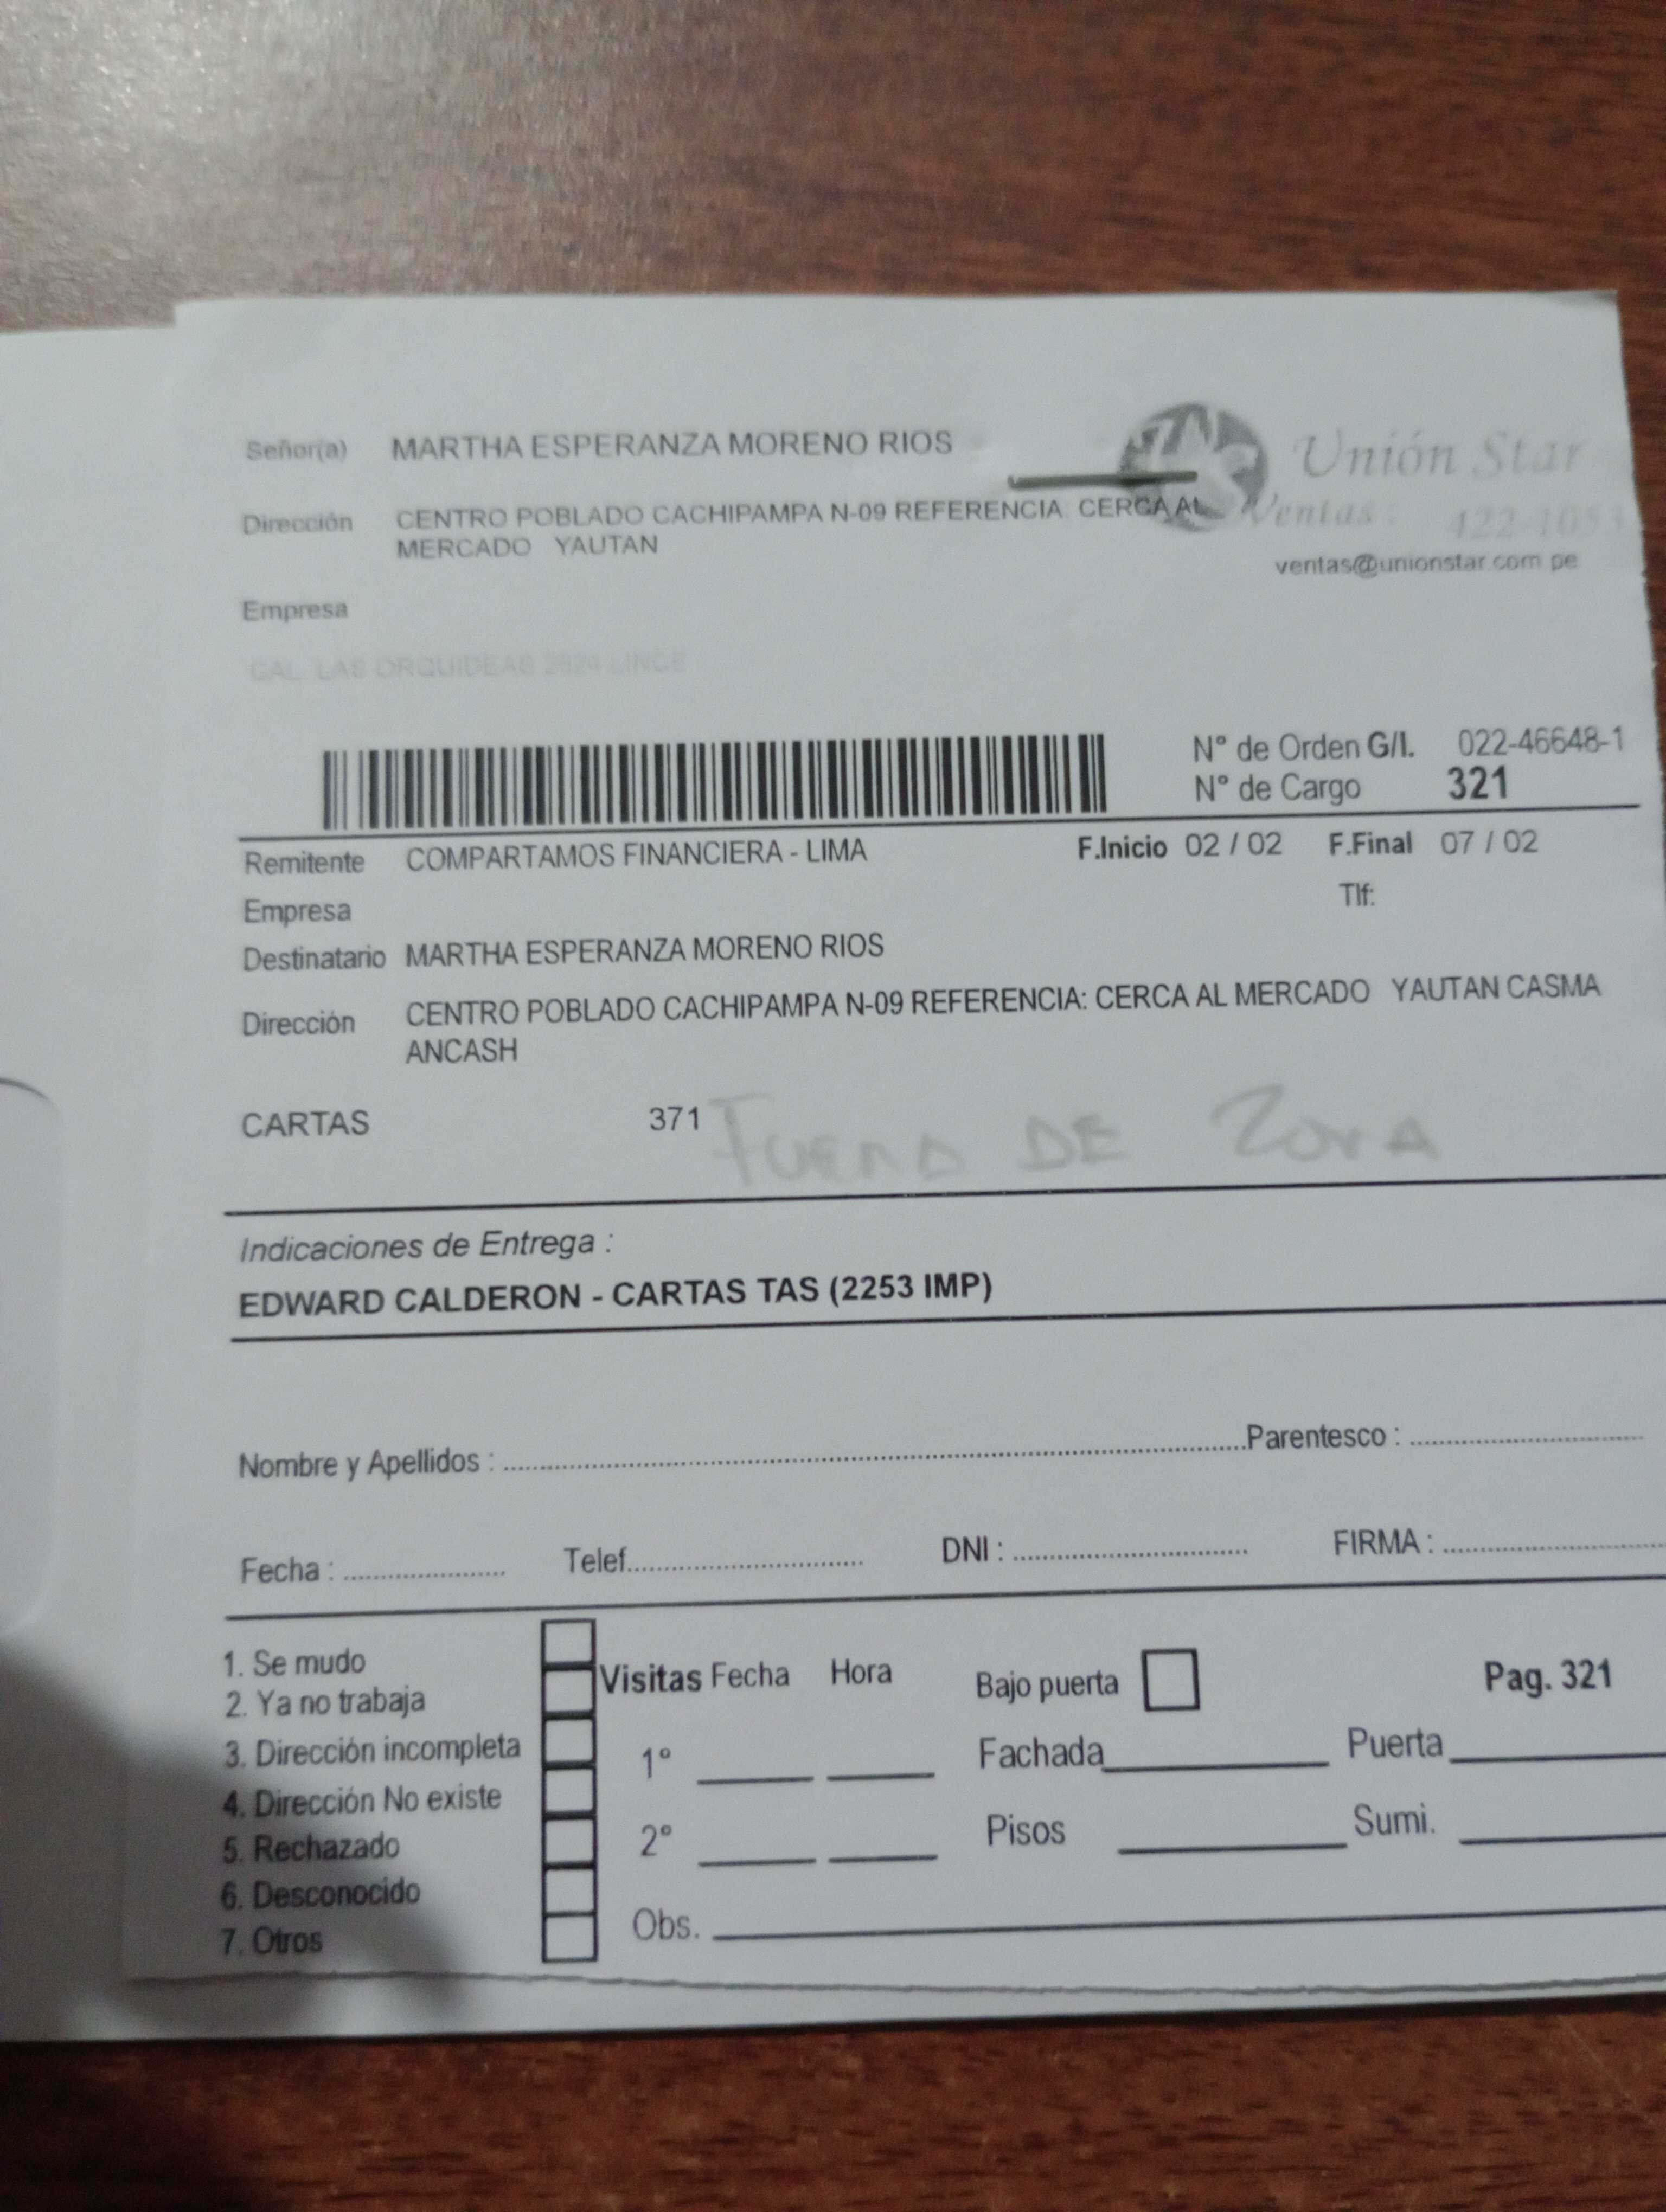 Señor(a) MARTHA ESPERANZA MORENO RIOS
Unión Star
Dirección CENTRO POBLADO CACHIPAMPA N-09 REFERENCIA: CERCA AL
MERCADO YAUTAN
Ventas : 422-1053
ventas@unionstar.com.pe
Empresa
CAL. LAS ORQUIDEAS LINCE
N° de Orden G/I. 022-46648-1
N° de Cargo 321
Remitente COMPARTAMOS FINANCIERA - LIMA F.Inicio 02 / 02 F.Final 07 / 02
Empresa Tlf:
Destinatario MARTHA ESPERANZA MORENO RIOS
Dirección CENTRO POBLADO CACHIPAMPA N-09 REFERENCIA: CERCA AL MERCADO YAUTAN CASMA
ANCASH
CARTAS 371 FUERA DE ZONA
Indicaciones de Entrega :
EDWARD CALDERON - CARTAS TAS (2253 IMP)
Nombre y Apellidos : Parentesco :
Fecha : Telef. DNI : FIRMA :
1. Se mudo
2. Ya no trabaja
3. Dirección incompleta
4. Dirección No existe
5. Rechazado
6. Desconocido
7. Otros
Visitas Fecha Hora
1°
2°
Obs.
Bajo puerta Pag. 321
Fachada Puerta
Pisos Sumi.